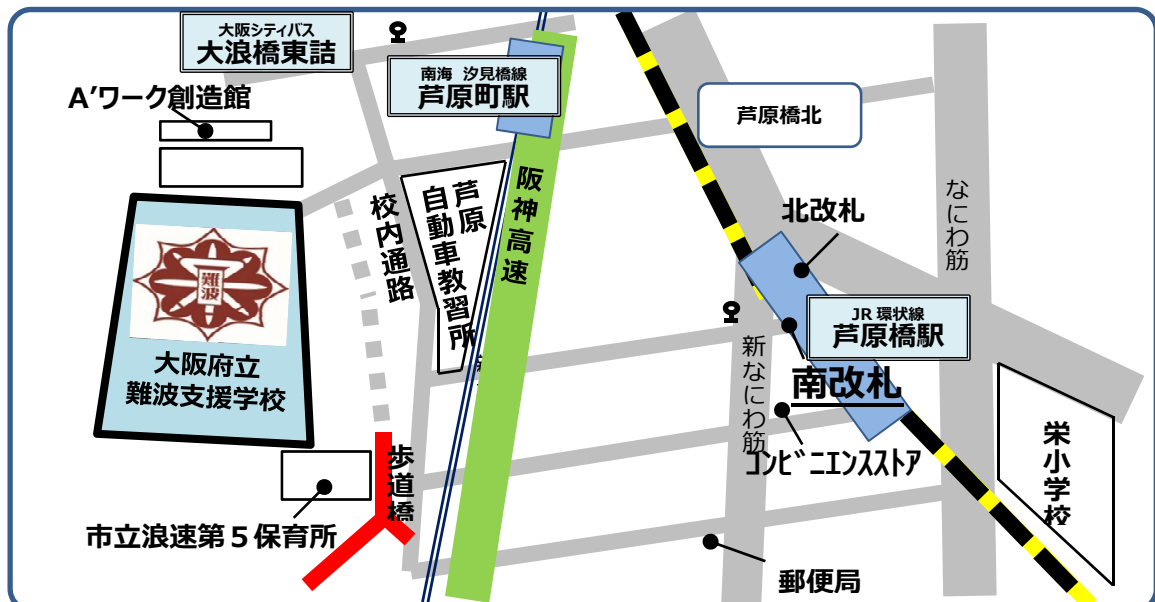 大阪シティバス
大浪橋東詰
A’ワーク創造館
南海 汐見橋線
芦原町駅
芦原橋北
校内通路
芦原
自動車教習所
阪神高速
北改札
なにわ筋
難波
大阪府立
難波支援学校
JR 環状線
芦原橋駅
新なにわ筋
南改札
コンビニエンスストア
栄小学校
歩道橋
市立浪速第５保育所
郵便局